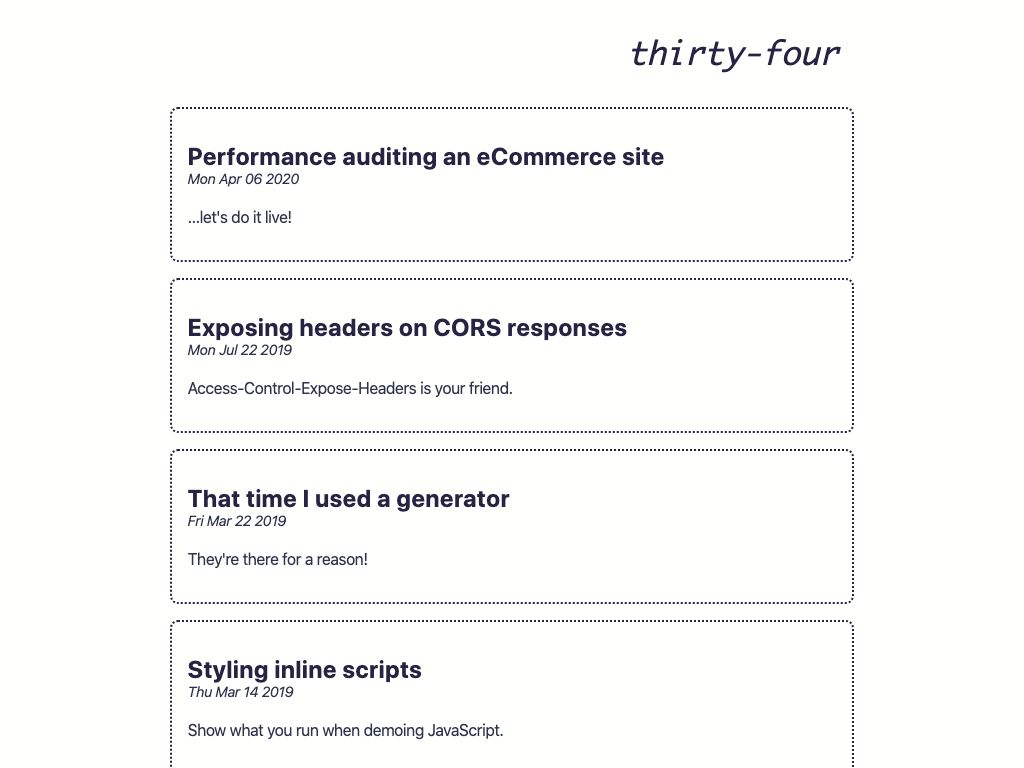 thirty-four
Performance auditing an eCommerce site
Mon Apr 06 2020
...let's do it live!
Exposing headers on CORS responses
Mon Jul 22 2019
Access-Control-Expose-Headers is your friend.
That time I used a generator
Fri Mar 22 2019
They're there for a reason!
Styling inline scripts
Thu Mar 14 2019
Show what you run when demoing JavaScript.